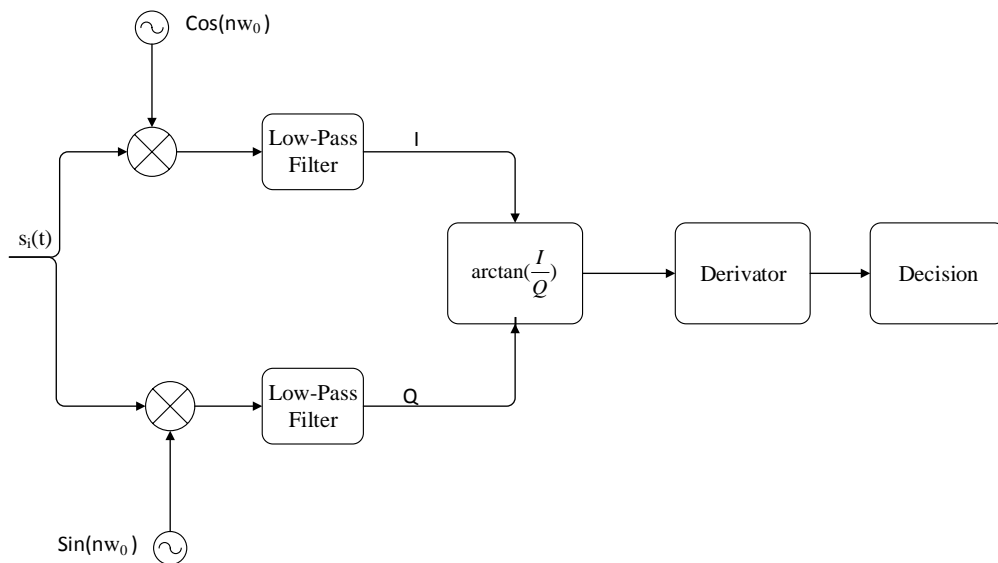 Cos(nw₀)
Low-Pass
Filter
I
sᵢ(t)
arctan(I/Q)
Derivator
Decision
Low-Pass
Filter
Q
Sin(nw₀)